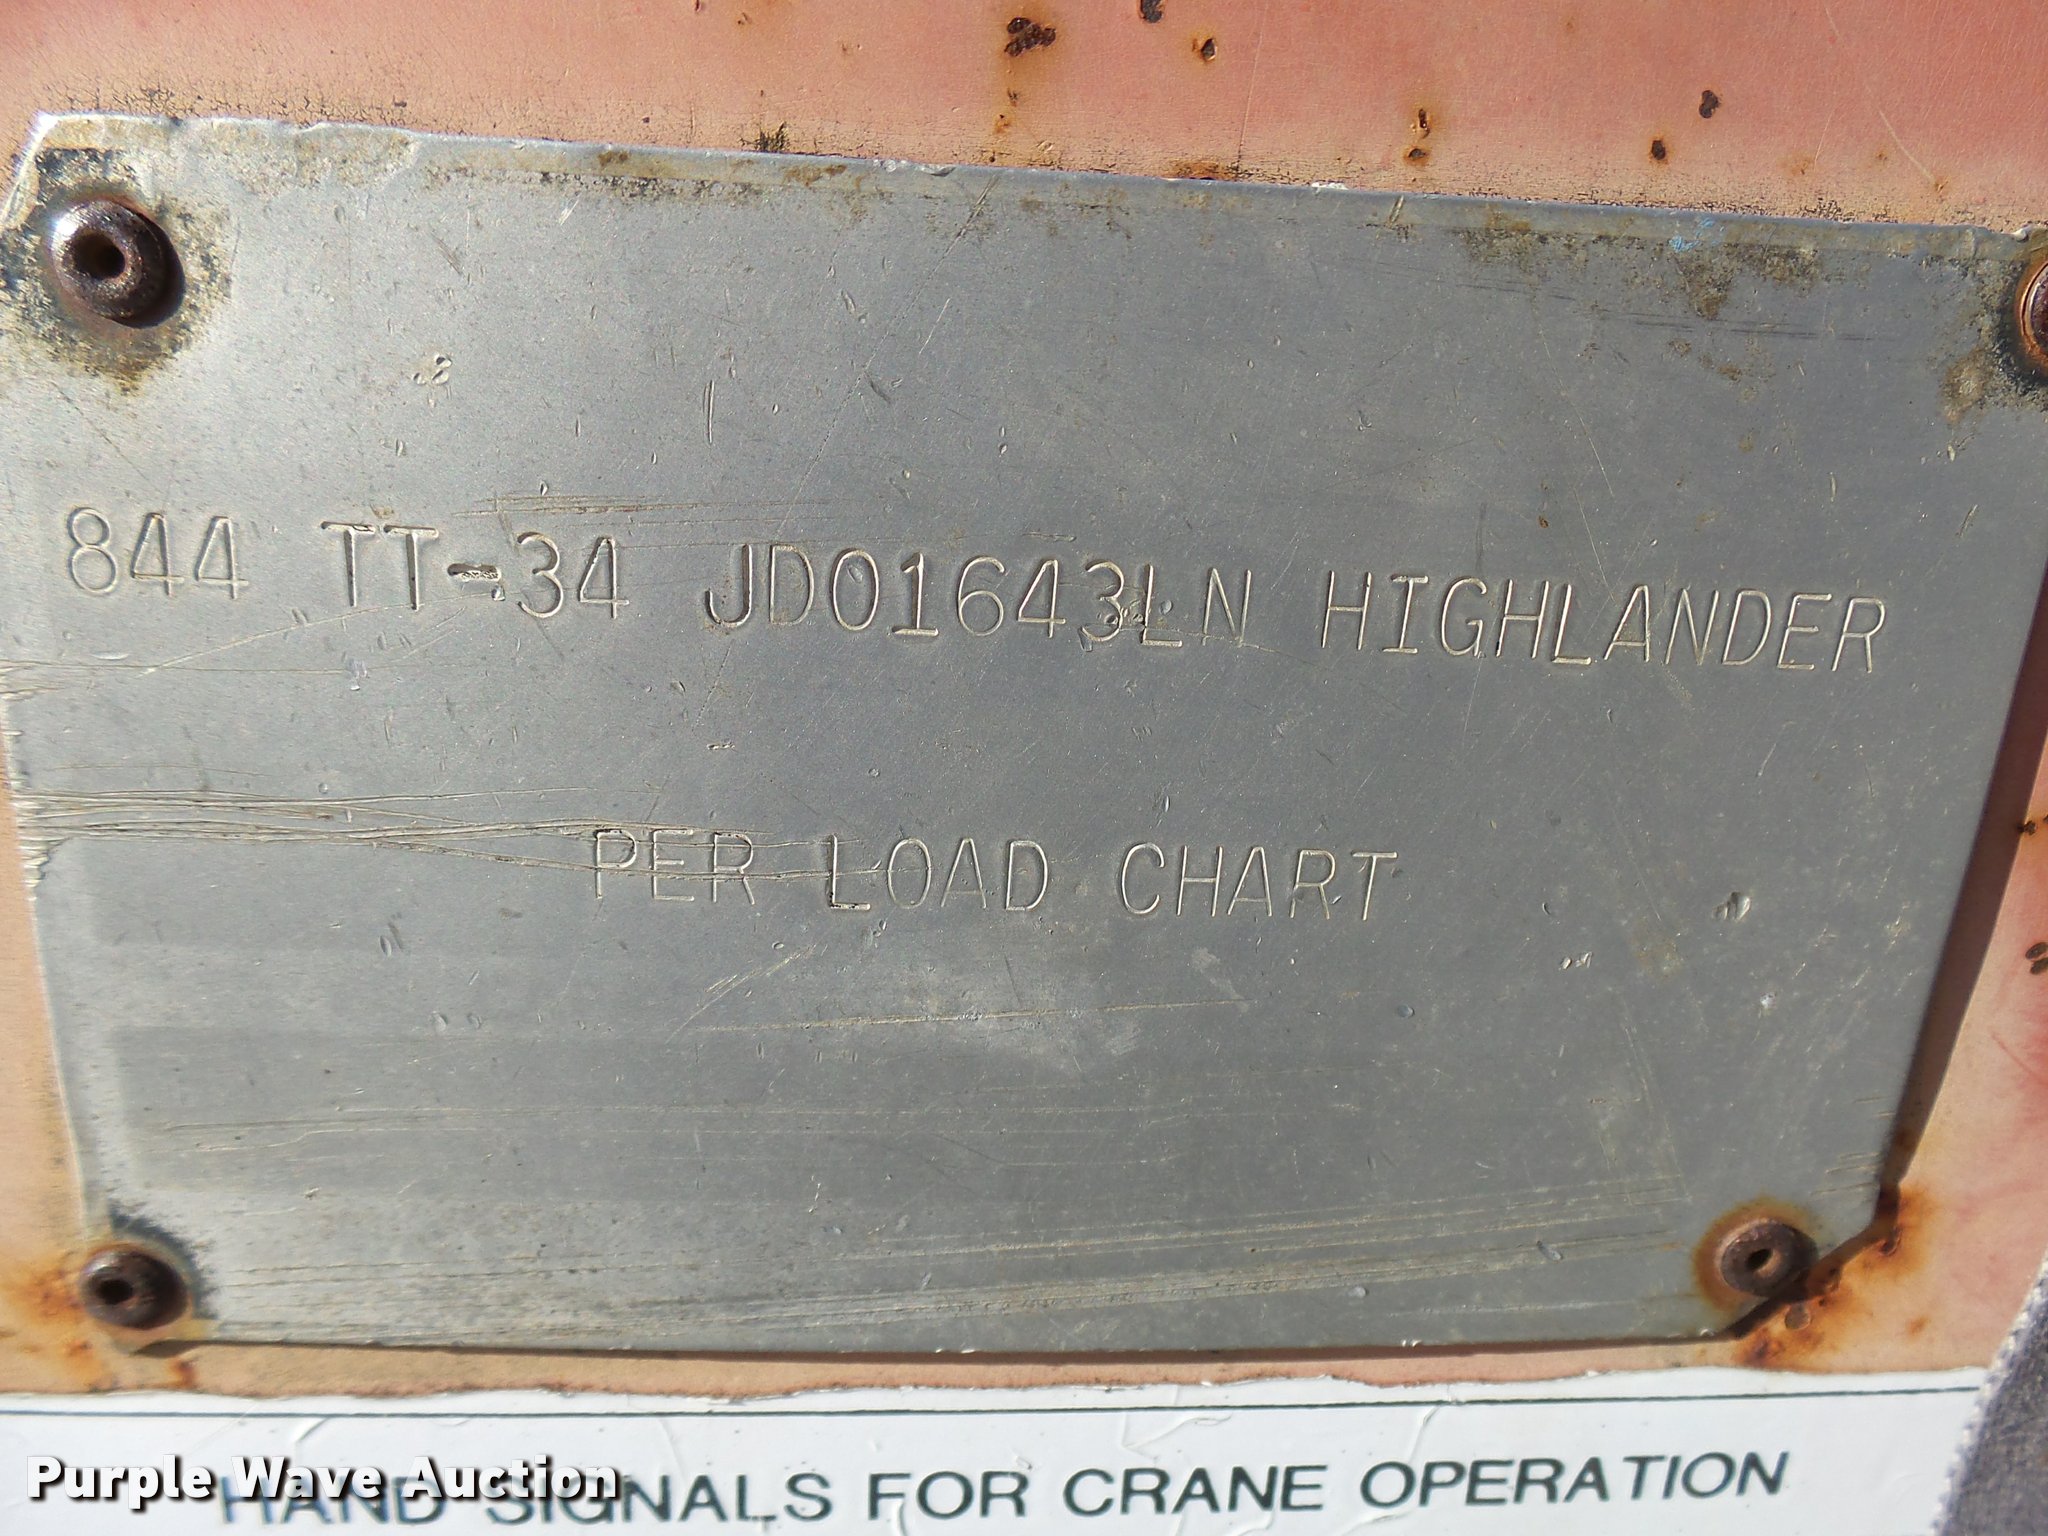 844 TT-34 JD01643LN HIGHLANDER
PER LOAD CHART
HAND SIGNALS FOR CRANE OPERATION
Purple Wave Auction